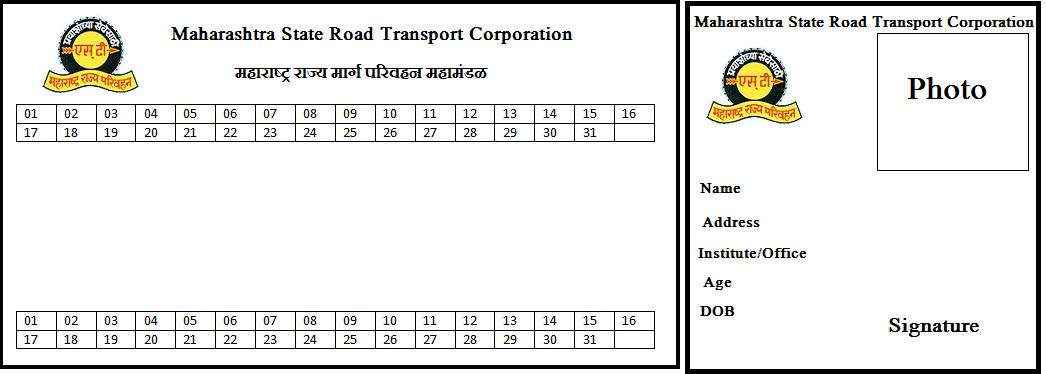 प्रवाशांच्या सेवेसाठी
एस् टी
महाराष्ट्र राज्य परिवहन
Maharashtra State Road Transport Corporation
महाराष्ट्र राज्य मार्ग परिवहन महामंडळ
01 02 03 04 05 06 07 08 09 10 11 12 13 14 15 16
17 18 19 20 21 22 23 24 25 26 27 28 29 30 31
01 02 03 04 05 06 07 08 09 10 11 12 13 14 15 16
17 18 19 20 21 22 23 24 25 26 27 28 29 30 31
Maharashtra State Road Transport Corporation
प्रवाशांच्या सेवेसाठी
एस् टी
महाराष्ट्र राज्य परिवहन
Photo
Name
Address
Institute/Office
Age
DOB
Signature